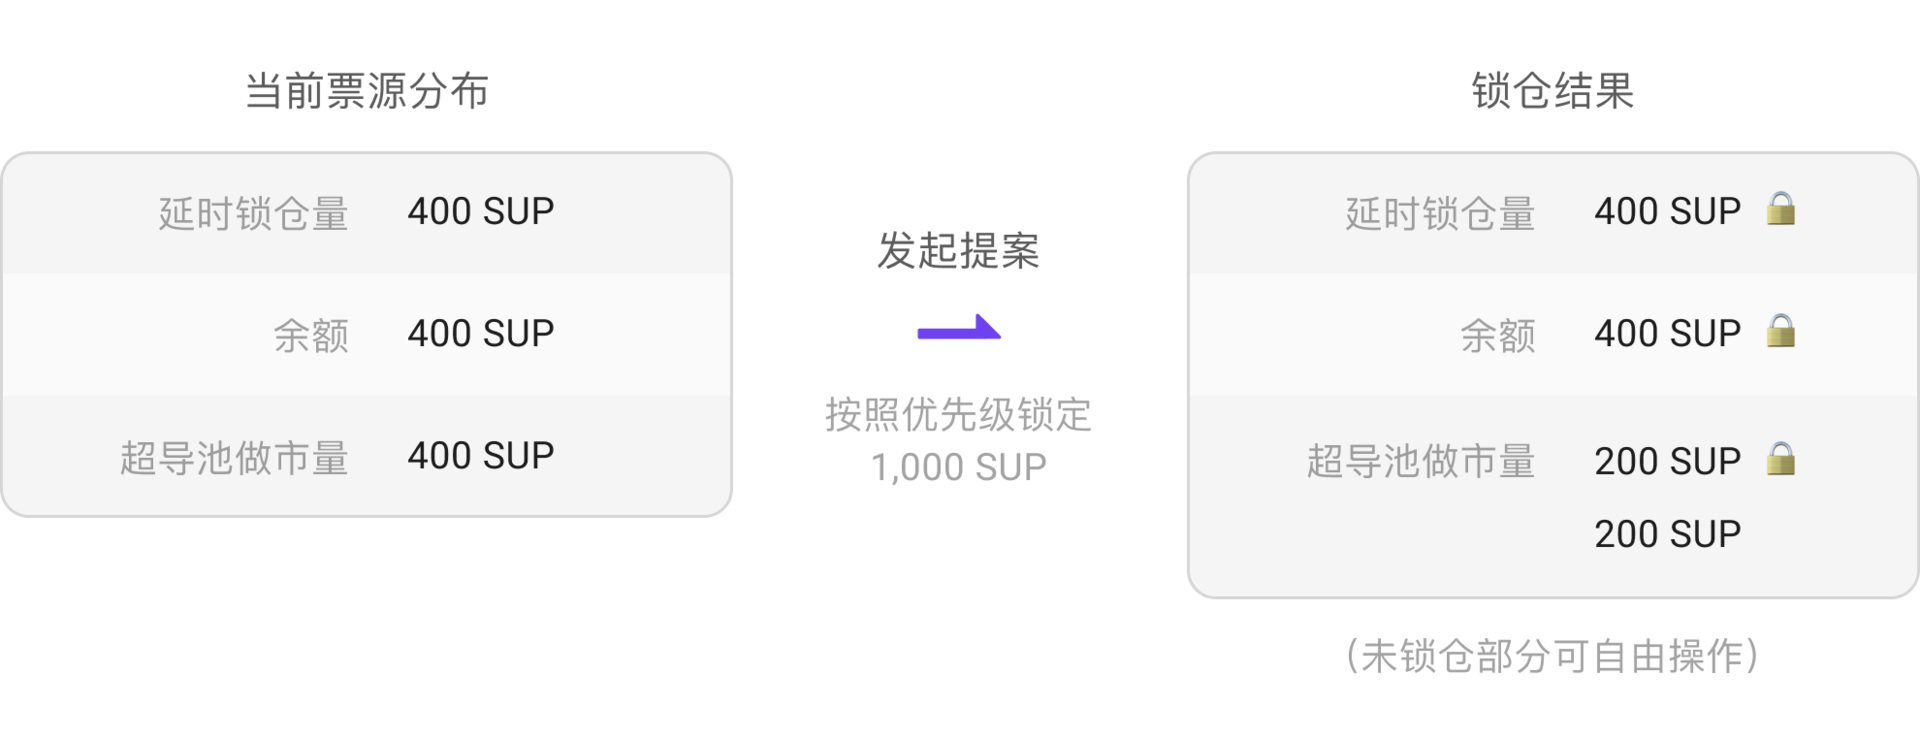 当前票源分布
延时锁仓量 400 SUP
余额 400 SUP
超导池做市量 400 SUP
发起提案
按照优先级锁定
1,000 SUP
锁仓结果
延时锁仓量 400 SUP
余额 400 SUP
超导池做市量 200 SUP
200 SUP
(未锁仓部分可自由操作)